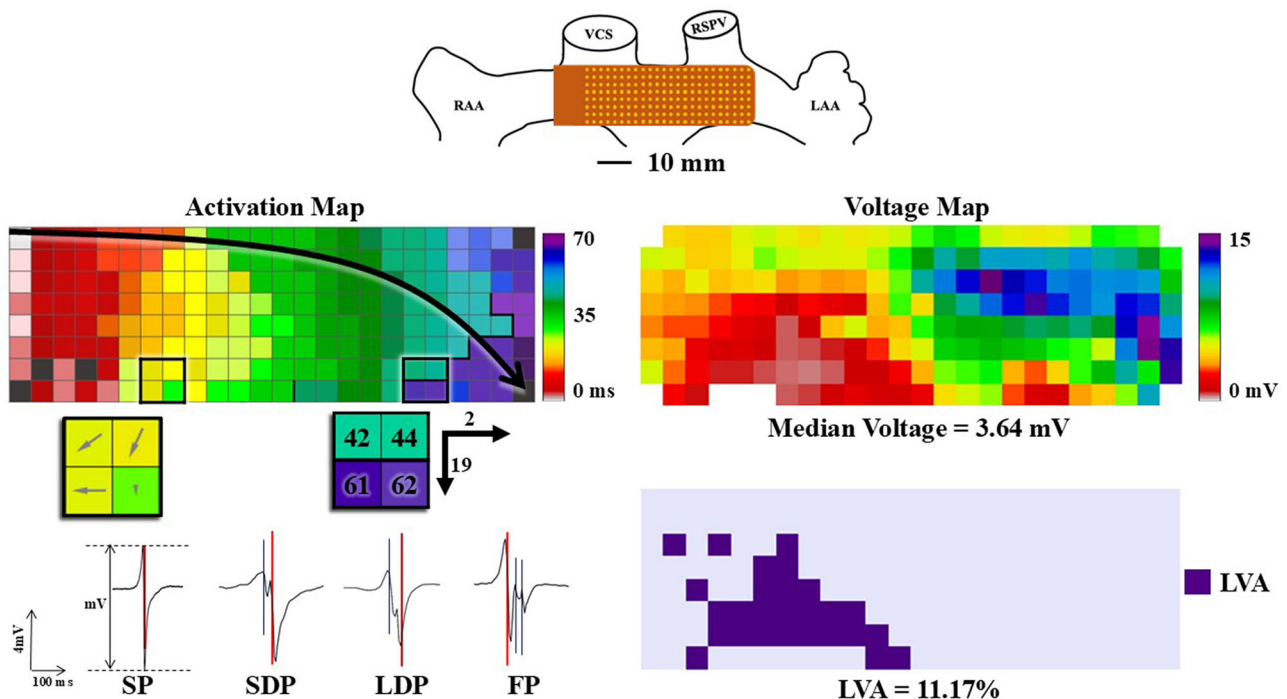 VCS
RSPV
RAA
LAA
10 mm
Activation Map
70
35
0 ms
42 44
61 62
2
19
mV
4mV
100 ms
SP
SDP
LDP
FP
Voltage Map
15
0 mV
Median Voltage = 3.64 mV
LVA
LVA = 11.17%